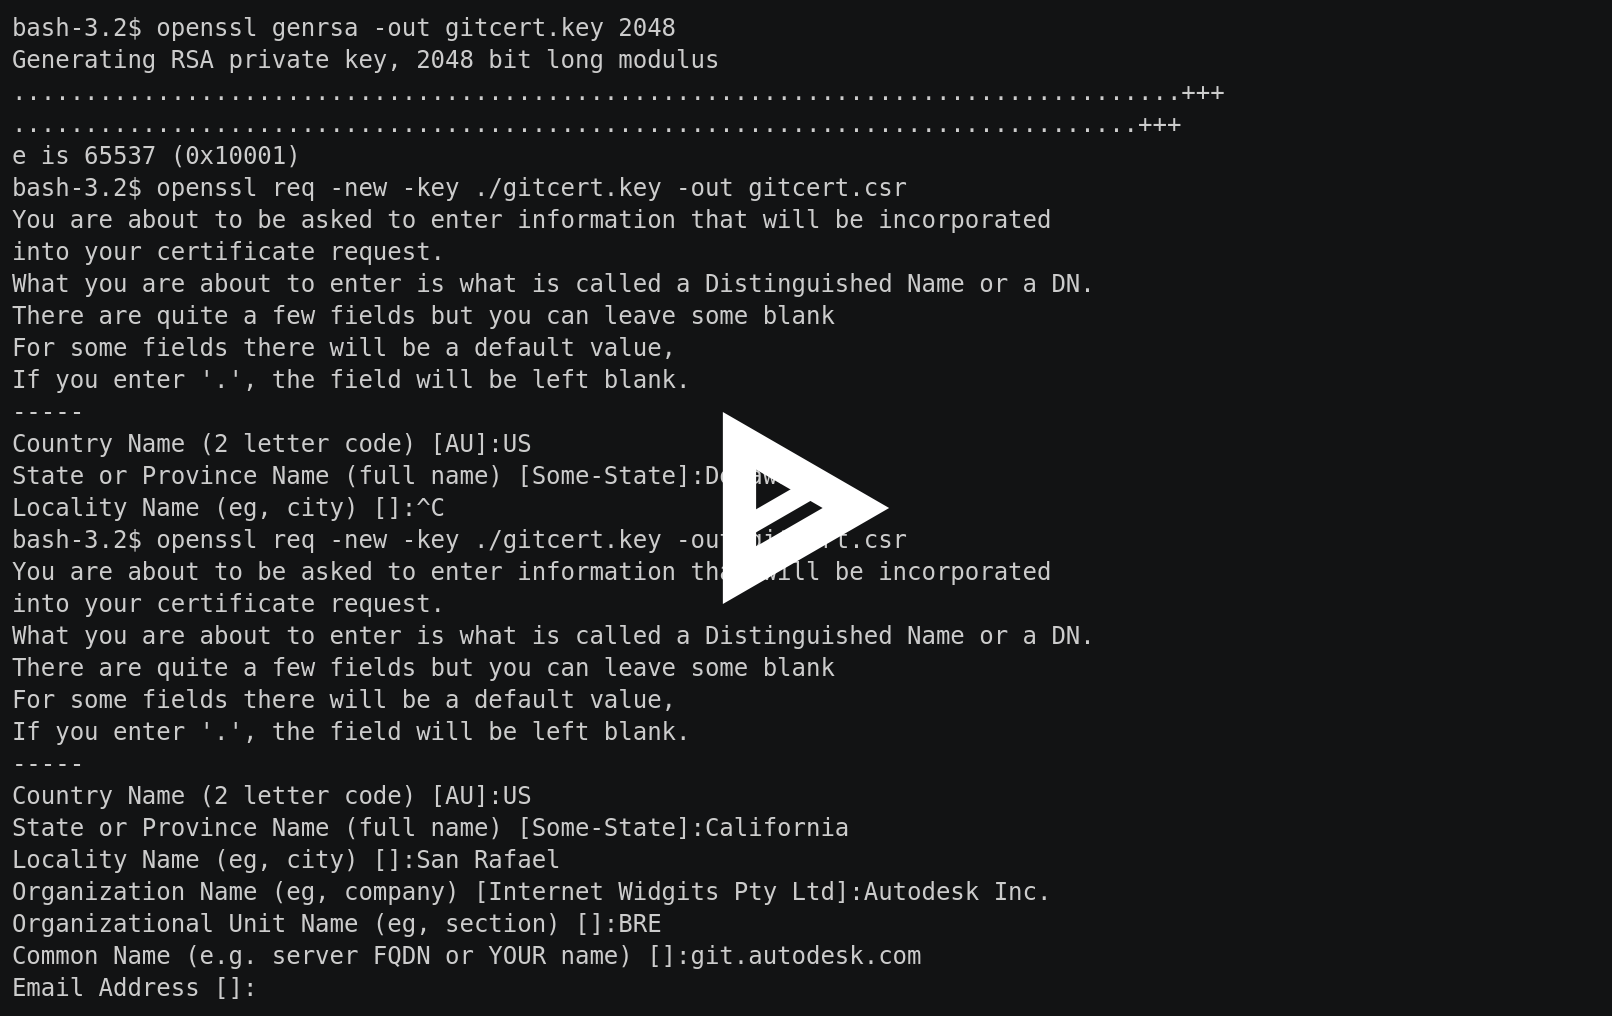 bash-3.2$ openssl genrsa -out gitcert.key 2048
Generating RSA private key, 2048 bit long modulus
.................................................................................+++
..............................................................................+++
e is 65537 (0x10001)
bash-3.2$ openssl req -new -key ./gitcert.key -out gitcert.csr
You are about to be asked to enter information that will be incorporated
into your certificate request.
What you are about to enter is what is called a Distinguished Name or a DN.
There are quite a few fields but you can leave some blank
For some fields there will be a default value,
If you enter '.', the field will be left blank.
-----
Country Name (2 letter code) [AU]:US
State or Province Name (full name) [Some-State]:
Locality Name (eg, city) []:^C
bash-3.2$ openssl req -new -key ./gitcert.key -out gitcert.csr
You are about to be asked to enter information that will be incorporated
into your certificate request.
What you are about to enter is what is called a Distinguished Name or a DN.
There are quite a few fields but you can leave some blank
For some fields there will be a default value,
If you enter '.', the field will be left blank.
-----
Country Name (2 letter code) [AU]:US
State or Province Name (full name) [Some-State]:California
Locality Name (eg, city) []:San Rafael
Organization Name (eg, company) [Internet Widgits Pty Ltd]:Autodesk Inc.
Organizational Unit Name (eg, section) []:BRE
Common Name (e.g. server FQDN or YOUR name) []:git.autodesk.com
Email Address []: